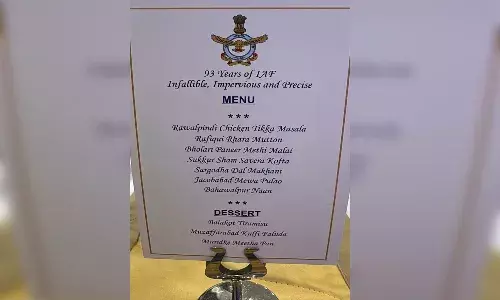 93 Years of IAF
Infallible, Impervious and Precise
MENU
***
Rawalpindi Chicken Tikka Masala
Rafiqui Rhara Mutton
Bholari Paneer Methi Malai
Sukkur Sham Savera Kofta
Sargodha Dal Makhani
Jacobabad Mewa Pulao
Bahawalpur Naan
***
DESSERT
Balakot Tiramisu
Muzaffarabad Kulfi Faluda
Muridke Meetha Pan